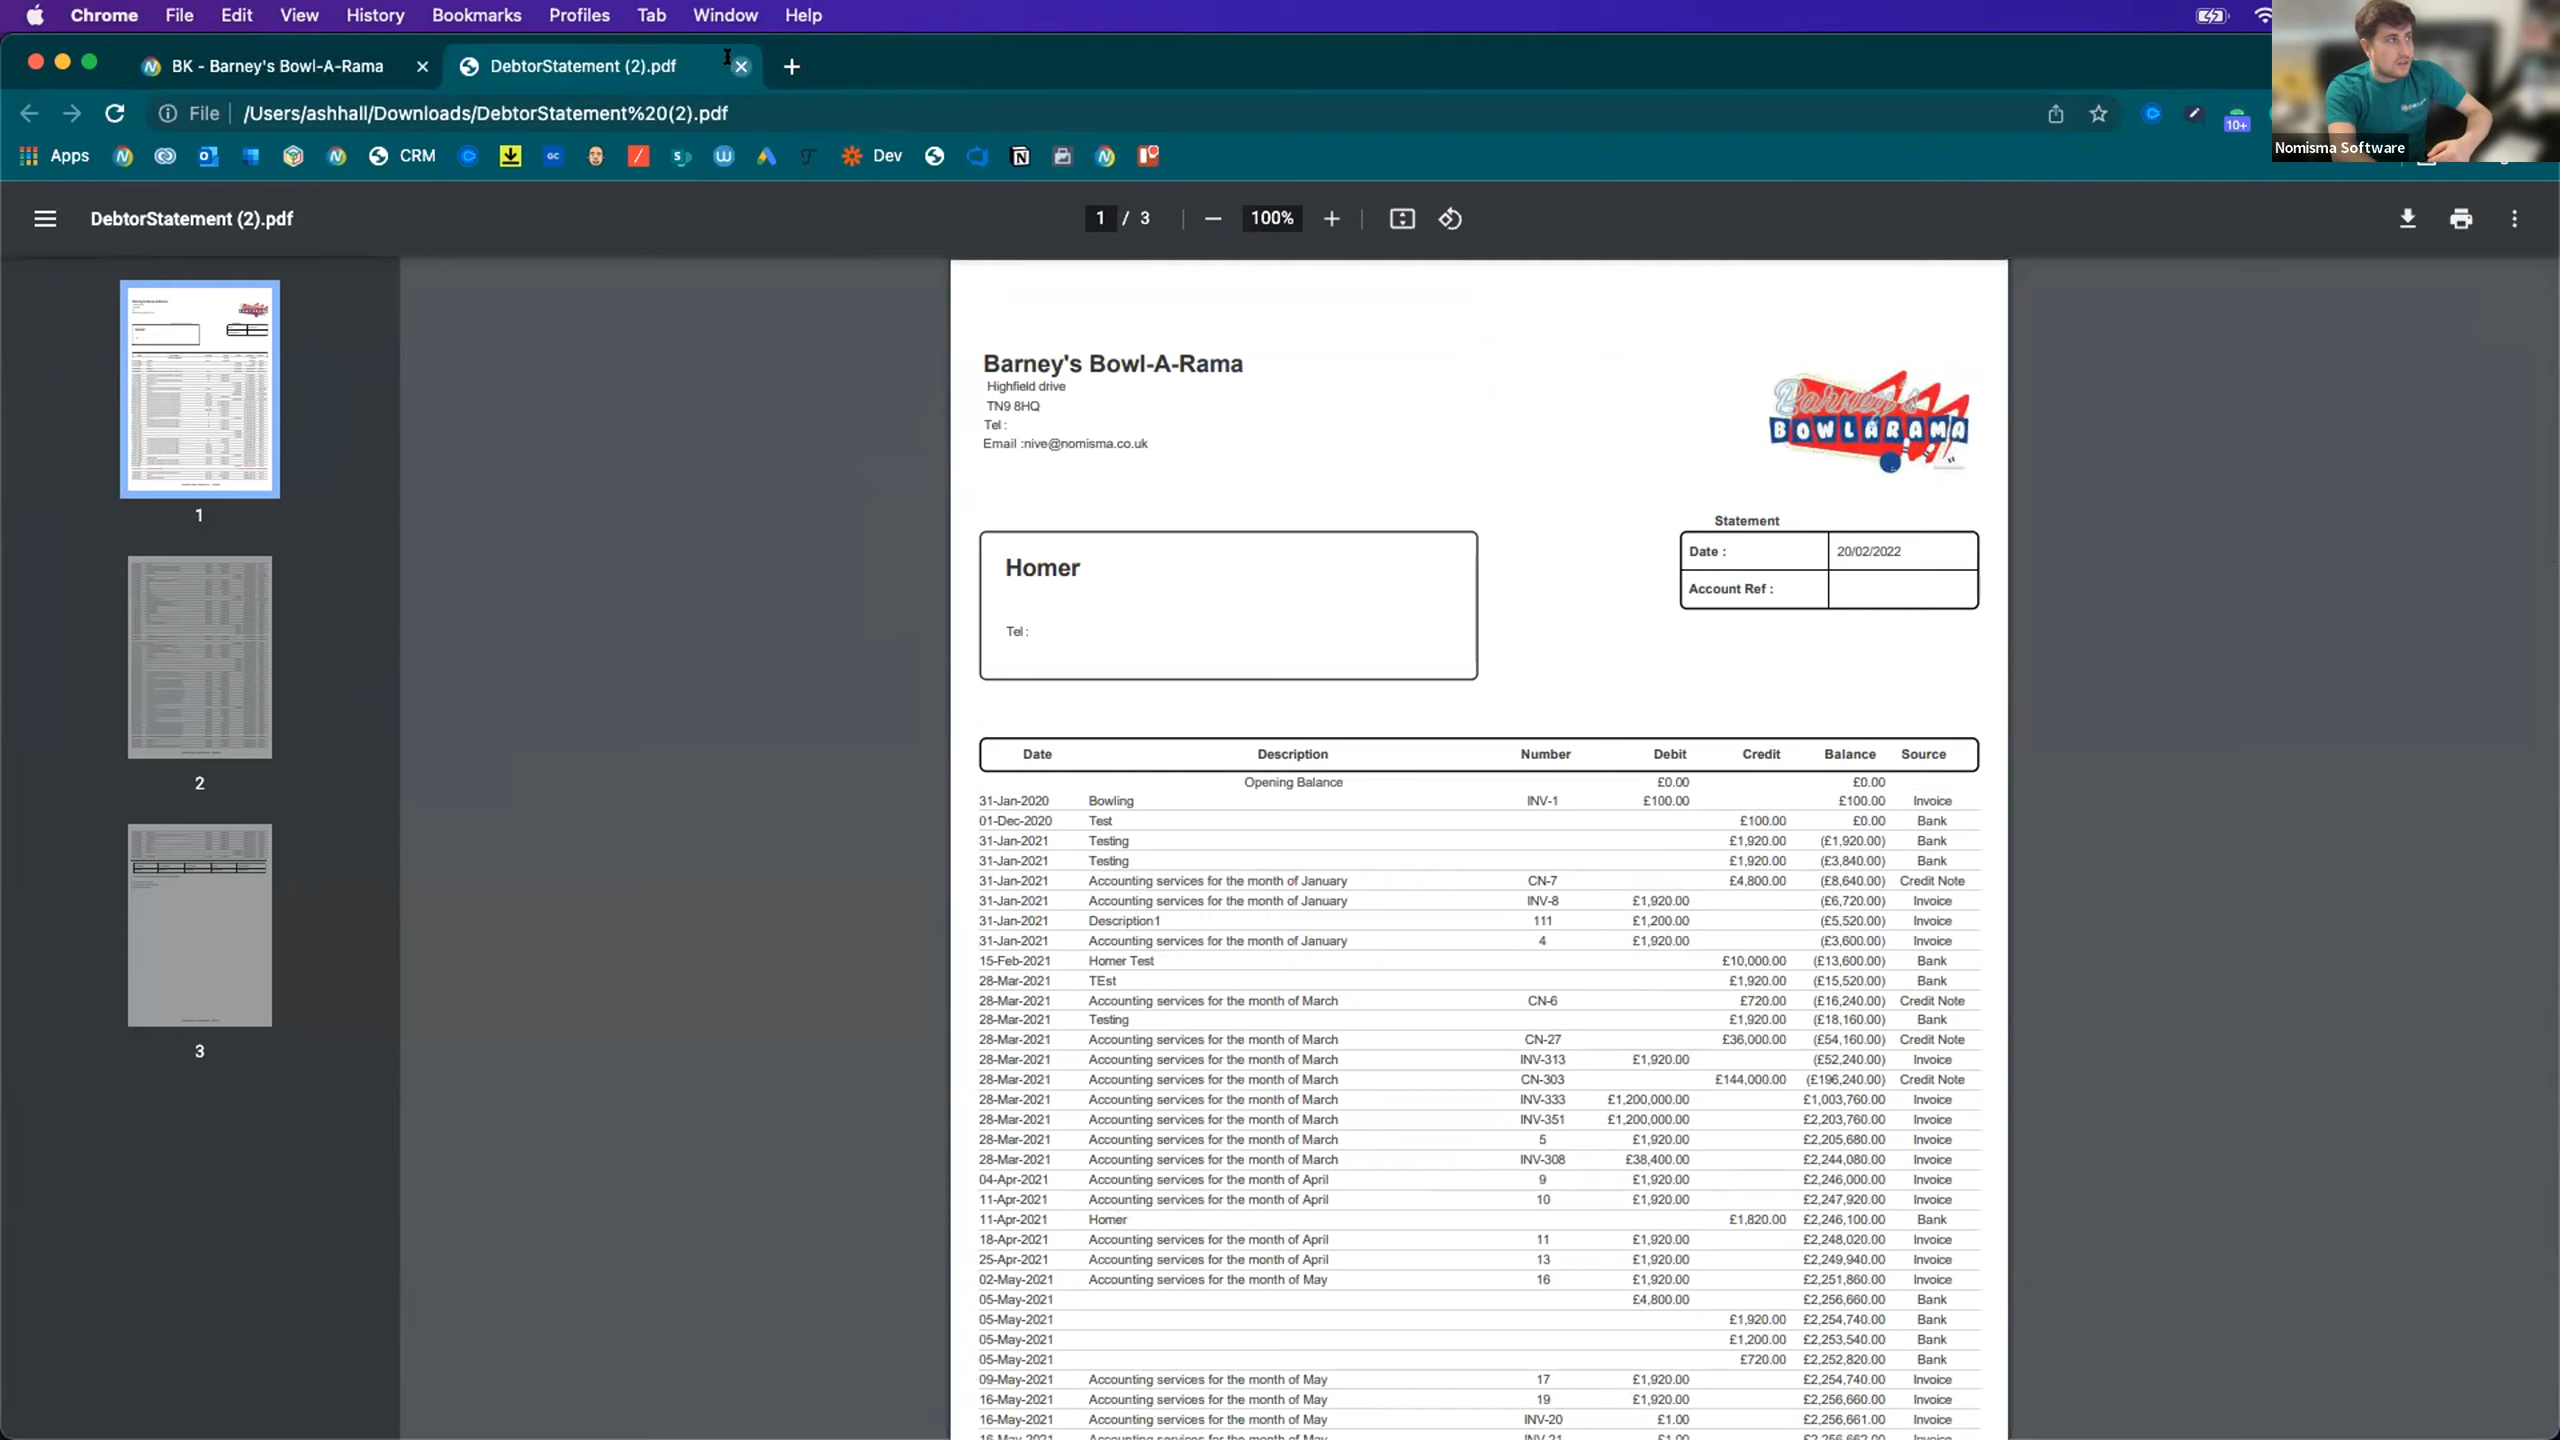 Chrome File Edit View History Bookmarks Profiles Tab Window Help
BK - Barney's Bowl-A-Rama DebtorStatement (2).pdf
File /Users/ashhall/Downloads/DebtorStatement%20(2).pdf
10+
Apps CRM GC Dev
Nomisma Software
DebtorStatement (2).pdf 1 / 3 100%
1
2
3
Barney's Bowl-A-Rama
Highfield drive
TN9 8HQ
Tel :
Email :nive@nomisma.co.uk
Barney's
BOWLARAMA
Statement
Date : 20/02/2022
Account Ref :
Homer
Tel :
Date Description Number Debit Credit Balance Source
Opening Balance £0.00 £0.00
31-Jan-2020 Bowling INV-1 £100.00 £100.00 Invoice
01-Dec-2020 Test £100.00 £0.00 Bank
31-Jan-2021 Testing £1,920.00 (£1,920.00) Bank
31-Jan-2021 Testing £1,920.00 (£3,840.00) Bank
31-Jan-2021 Accounting services for the month of January CN-7 £4,800.00 (£8,640.00) Credit Note
31-Jan-2021 Accounting services for the month of January INV-8 £1,920.00 (£6,720.00) Invoice
31-Jan-2021 Description1 111 £1,200.00 (£5,520.00) Invoice
31-Jan-2021 Accounting services for the month of January 4 £1,920.00 (£3,600.00) Invoice
15-Feb-2021 Homer Test £10,000.00 (£13,600.00) Bank
28-Mar-2021 TEst £1,920.00 (£15,520.00) Bank
28-Mar-2021 Accounting services for the month of March CN-6 £720.00 (£16,240.00) Credit Note
28-Mar-2021 Testing £1,920.00 (£18,160.00) Bank
28-Mar-2021 Accounting services for the month of March CN-27 £36,000.00 (£54,160.00) Credit Note
28-Mar-2021 Accounting services for the month of March INV-313 £1,920.00 (£52,240.00) Invoice
28-Mar-2021 Accounting services for the month of March CN-303 £144,000.00 (£196,240.00) Credit Note
28-Mar-2021 Accounting services for the month of March INV-333 £1,200,000.00 £1,003,760.00 Invoice
28-Mar-2021 Accounting services for the month of March INV-351 £1,200,000.00 £2,203,760.00 Invoice
28-Mar-2021 Accounting services for the month of March 5 £1,920.00 £2,205,680.00 Invoice
28-Mar-2021 Accounting services for the month of March INV-308 £38,400.00 £2,244,080.00 Invoice
04-Apr-2021 Accounting services for the month of April 9 £1,920.00 £2,246,000.00 Invoice
11-Apr-2021 Accounting services for the month of April 10 £1,920.00 £2,247,920.00 Invoice
11-Apr-2021 Homer £1,820.00 £2,246,100.00 Bank
18-Apr-2021 Accounting services for the month of April 11 £1,920.00 £2,248,020.00 Invoice
25-Apr-2021 Accounting services for the month of April 13 £1,920.00 £2,249,940.00 Invoice
02-May-2021 Accounting services for the month of May 16 £1,920.00 £2,251,860.00 Invoice
05-May-2021 £4,800.00 £2,256,660.00 Bank
05-May-2021 £1,920.00 £2,254,740.00 Bank
05-May-2021 £1,200.00 £2,253,540.00 Bank
05-May-2021 £720.00 £2,252,820.00 Bank
09-May-2021 Accounting services for the month of May 17 £1,920.00 £2,254,740.00 Invoice
16-May-2021 Accounting services for the month of May 19 £1,920.00 £2,256,660.00 Invoice
16-May-2021 Accounting services for the month of May INV-20 £1.00 £2,256,661.00 Invoice
16-May-2021 Accounting services for the month of May INV-21 £1.00 £2,256,662.00 Invoice